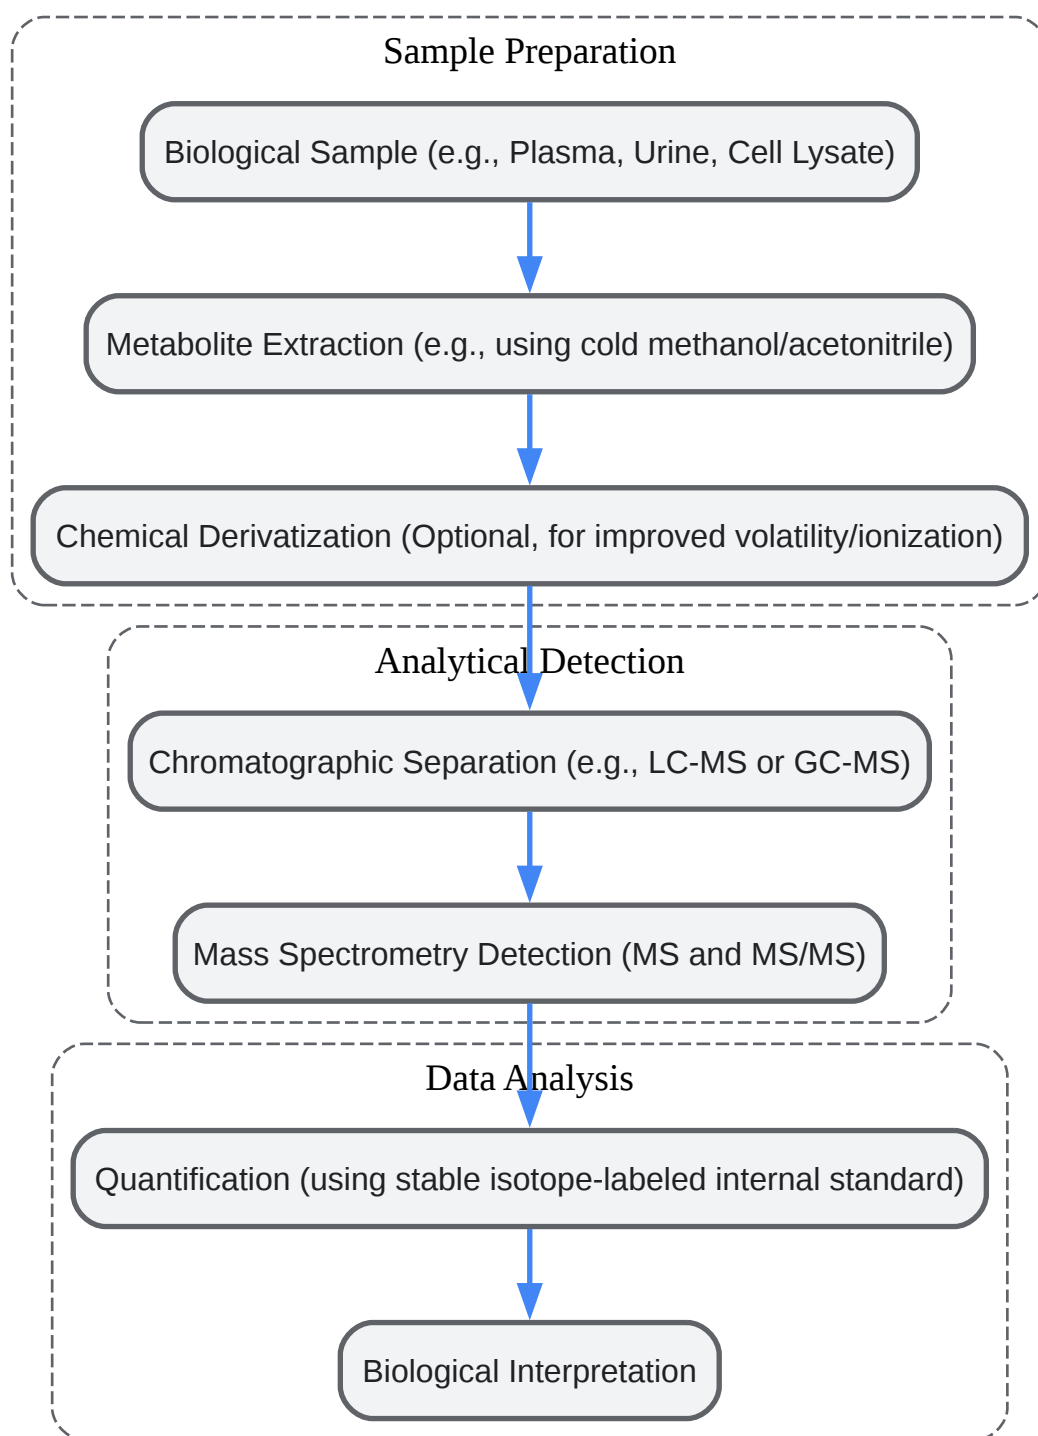 Sample Preparation
Biological Sample (e.g., Plasma, Urine, Cell Lysate)
Metabolite Extraction (e.g., using cold methanol/acetonitrile)
Chemical Derivatization (Optional, for improved volatility/ionization)
Analytical Detection
Chromatographic Separation (e.g., LC-MS or GC-MS)
Mass Spectrometry Detection (MS and MS/MS)
Data Analysis
Quantification (using stable isotope-labeled internal standard)
Biological Interpretation